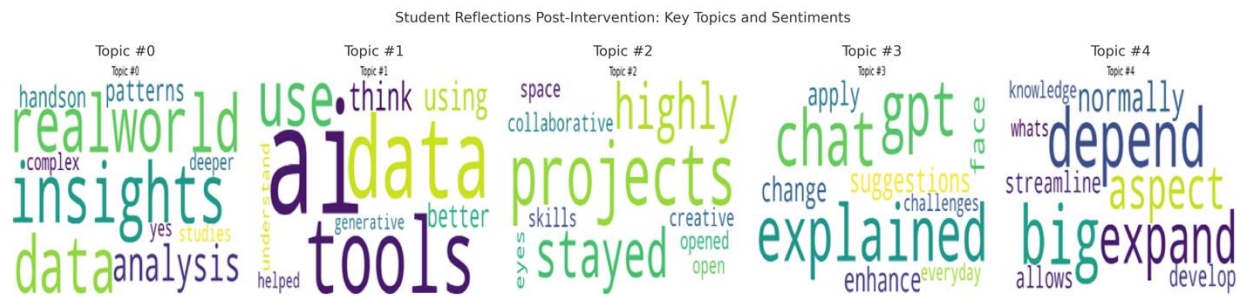 Student Reflections Post-Intervention: Key Topics and Sentiments
Topic #0
Topic #0
handson patterns
realworld
complex deeper
insights
yes studies
data analysis
Topic #1
Topic #1
use think using
ai data
understand
generative better
helped tools
Topic #2
Topic #2
space highly
collaborative
projects
skills creative
eyes stayed opened
open
Topic #3
Topic #3
apply gpt
chat face
change suggestions
challenges
explained
enhance everyday
Topic #4
Topic #4
knowledge normally
whats depend
streamline aspect
big expand
allows develop